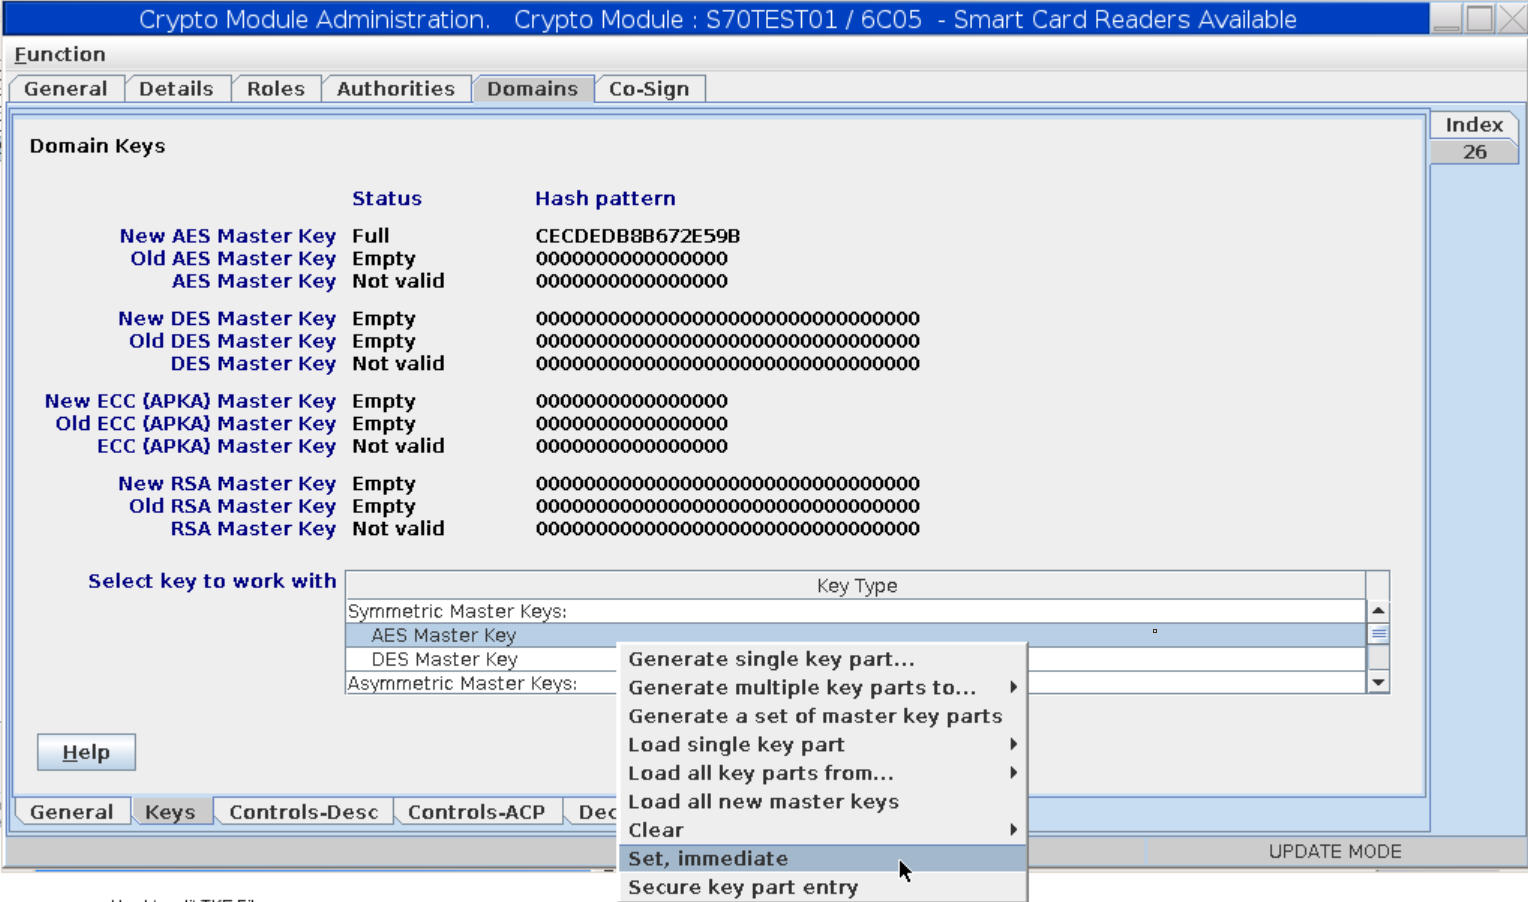 Crypto Module Administration.   Crypto Module : S70TEST01 / 6C05  - Smart Card Readers Available
Function
General Details Roles Authorities Domains Co-Sign
Index
26
Domain Keys
Status Hash pattern
New AES Master Key Full CECDEDB8B672E59B
Old AES Master Key Empty 0000000000000000
AES Master Key Not valid 0000000000000000
New DES Master Key Empty 00000000000000000000000000000000
Old DES Master Key Empty 00000000000000000000000000000000
DES Master Key Not valid 00000000000000000000000000000000
New ECC (APKA) Master Key Empty 0000000000000000
Old ECC (APKA) Master Key Empty 0000000000000000
ECC (APKA) Master Key Not valid 0000000000000000
New RSA Master Key Empty 00000000000000000000000000000000
Old RSA Master Key Empty 00000000000000000000000000000000
RSA Master Key Not valid 00000000000000000000000000000000
Select key to work with
Key Type
Symmetric Master Keys:
AES Master Key
DES Master Key
Asymmetric Master Keys:
Generate single key part...
Generate multiple key parts to...
Generate a set of master key parts
Load single key part
Load all key parts from...
Load all new master keys
Clear
Set, immediate
Secure key part entry
Help
General Keys Controls-Desc Controls-ACP Dec
UPDATE MODE